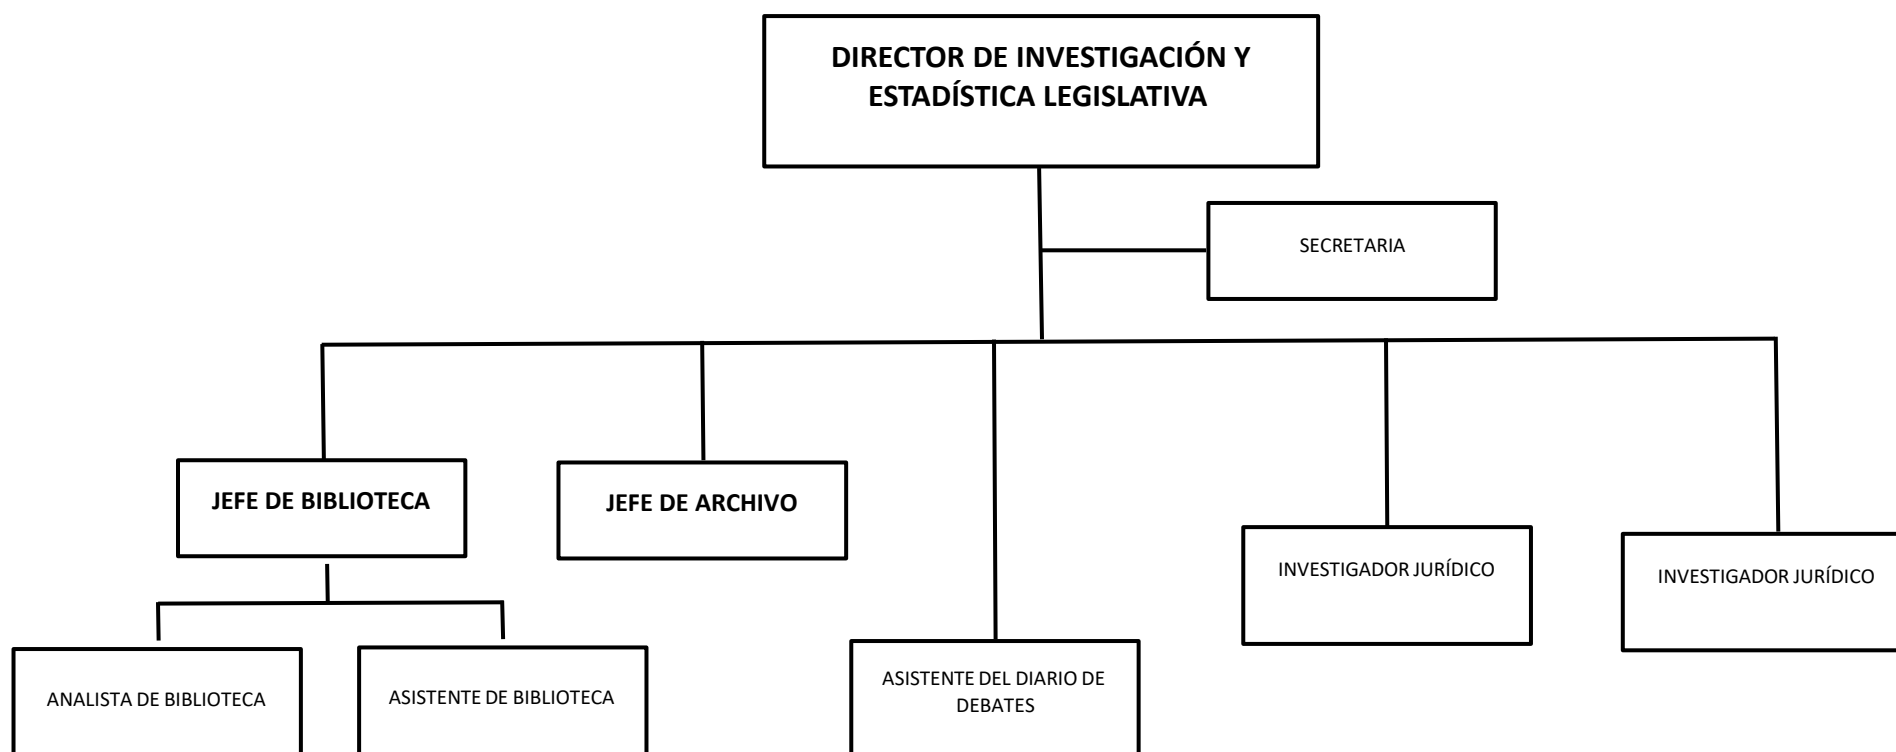 DIRECTOR DE INVESTIGACIÓN Y
ESTADÍSTICA LEGISLATIVA
SECRETARIA
JEFE DE BIBLIOTECA
JEFE DE ARCHIVO
INVESTIGADOR JURÍDICO
INVESTIGADOR JURÍDICO
ANALISTA DE BIBLIOTECA
ASISTENTE DE BIBLIOTECA
ASISTENTE DEL DIARIO DE
DEBATES